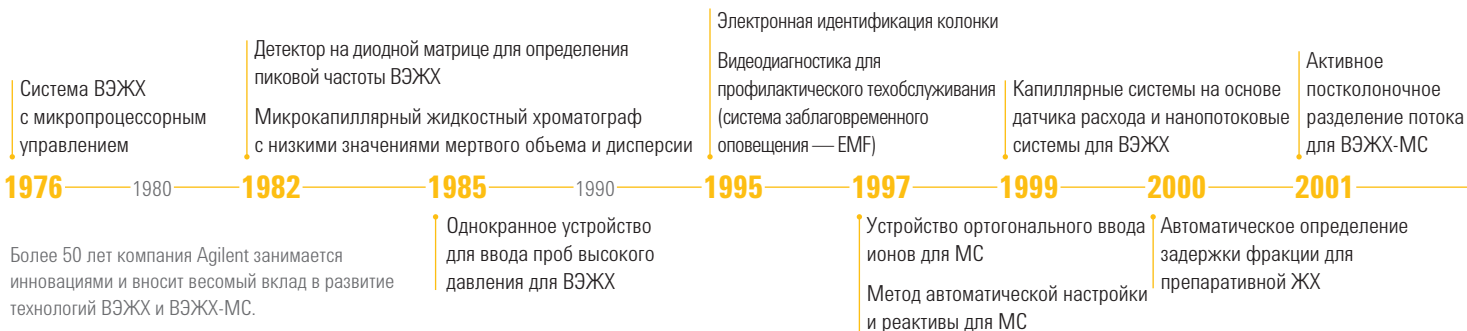 Система ВЭЖХ
с микропроцессорным
управлением
Детектор на диодной матрице для определения
пиковой частоты ВЭЖХ
Микрокапиллярный жидкостный хроматограф
с низкими значениями мертвого объема и дисперсии
Электронная идентификация колонки
Видеодиагностика для
профилактического техобслуживания
(система заблаговременного
оповещения — EMF)
Капиллярные системы на основе
датчика расхода и нанопотоковые
системы для ВЭЖХ
Активное
постколоночное
разделение потока
для ВЭЖХ-МС
1976 1980 1982 1985 1990 1995 1997 1999 2000 2001
Более 50 лет компания Agilent занимается
инновациями и вносит весомый вклад в развитие
технологий ВЭЖХ и ВЭЖХ-МС.
Однокранное устройство
для ввода проб высокого
давления для ВЭЖХ
Устройство ортогонального ввода
ионов для МС
Метод автоматической настройки
и реактивы для МС
Автоматическое определение
задержки фракции для
препаративной ЖХ